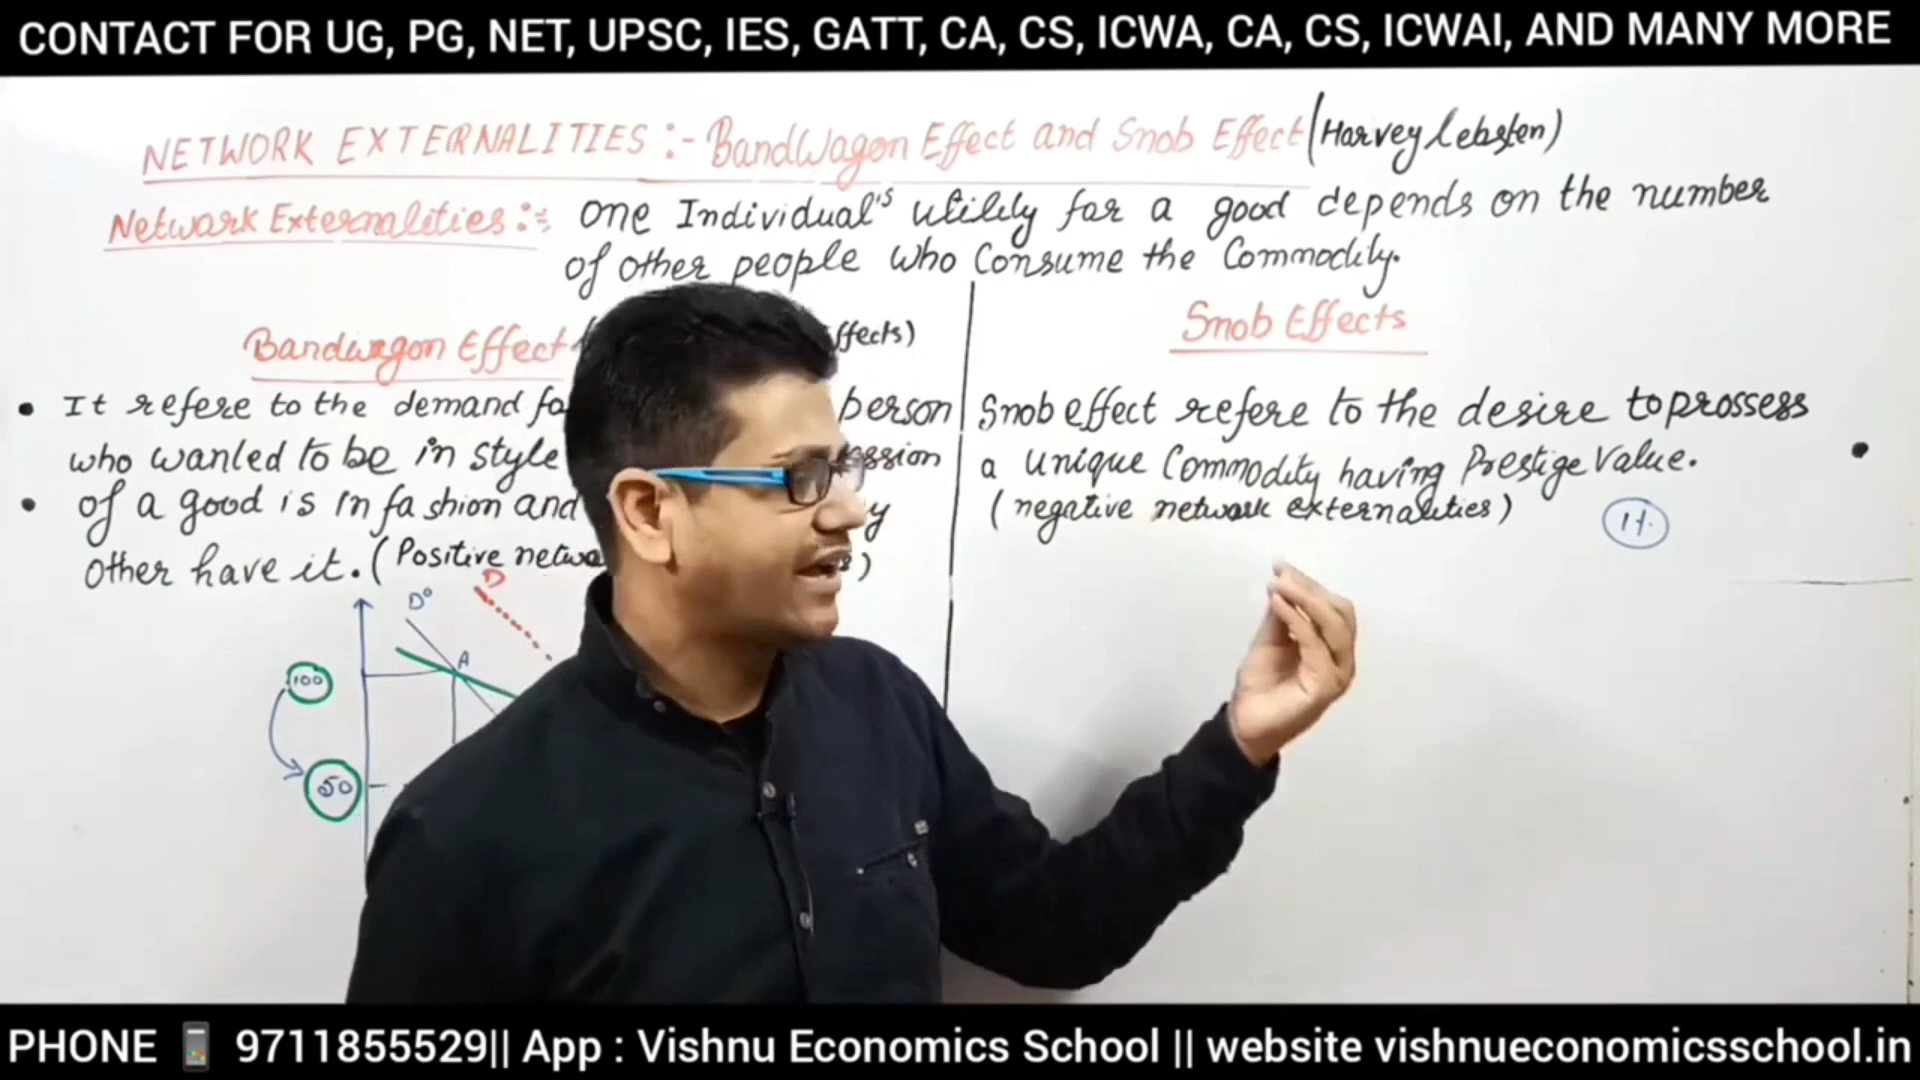 CONTACT FOR UG, PG, NET, UPSC, IES, GATT, CA, CS, ICWA, CA, CS, ICWAI, AND MANY MORE
NETWORK EXTERNALITIES :- BandWagon Effect and Snob Effect (Harvey Lebsten)
Network Externalities :- One Individual's utility for a good depends on the number
of other people who Consume the Commodity.
Bandwagon Effect ffects)
• It refere to the demand fo person
who wanted to be in style ession
• of a good is in fashion and y
Other have it. (Positive netwo )
Snob Effects
Snob effect refere to the desire to prossess
a unique Commodity having Prestige Value.
(negative network externalities)
1%
D° D
A
100
50
PHONE 9711855529|| App : Vishnu Economics School || website vishnueconomicsschool.in